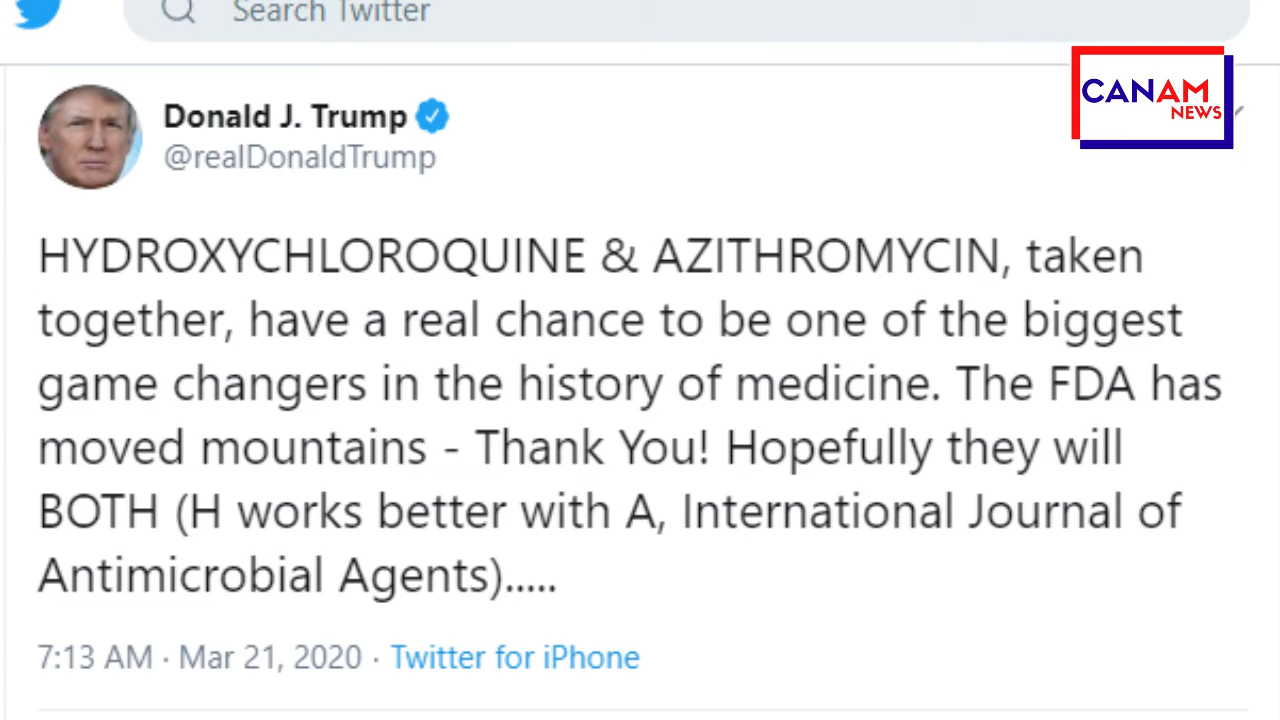 Search Twitter
CANAM
NEWS
Donald J. Trump
@realDonaldTrump
HYDROXYCHLOROQUINE & AZITHROMYCIN, taken
together, have a real chance to be one of the biggest
game changers in the history of medicine. The FDA has
moved mountains - Thank You! Hopefully they will
BOTH (H works better with A, International Journal of
Antimicrobial Agents).....
7:13 AM · Mar 21, 2020 · Twitter for iPhone